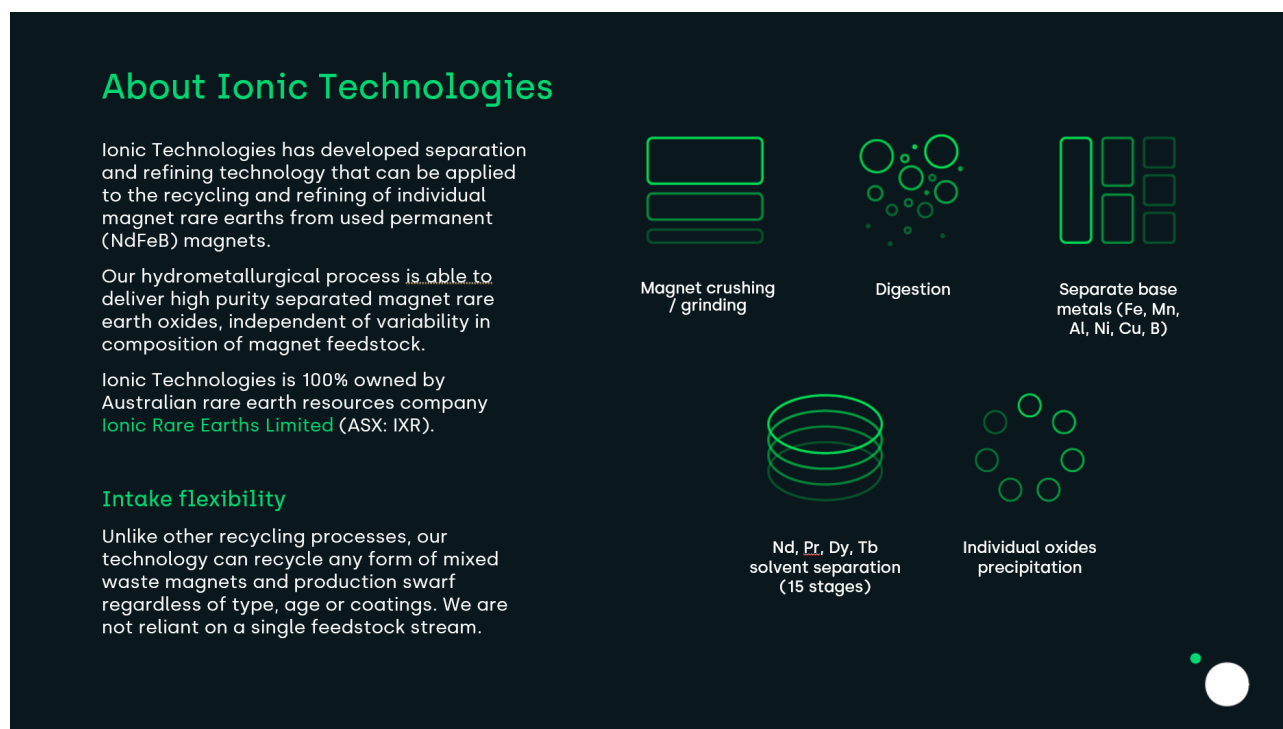 About Ionic Technologies
Ionic Technologies has developed separation
and refining technology that can be applied
to the recycling and refining of individual
magnet rare earths from used permanent
(NdFeB) magnets.
Our hydrometallurgical process is able to
deliver high purity separated magnet rare
earth oxides, independent of variability in
composition of magnet feedstock.
Ionic Technologies is 100% owned by
Australian rare earth resources company
Ionic Rare Earths Limited (ASX: IXR).
Intake flexibility
Unlike other recycling processes, our
technology can recycle any form of mixed
waste magnets and production swarf
regardless of type, age or coatings. We are
not reliant on a single feedstock stream.
Magnet crushing
/ grinding
Digestion
Separate base
metals (Fe, Mn,
Al, Ni, Cu, B)
Nd, Pr, Dy, Tb
solvent separation
(15 stages)
Individual oxides
precipitation